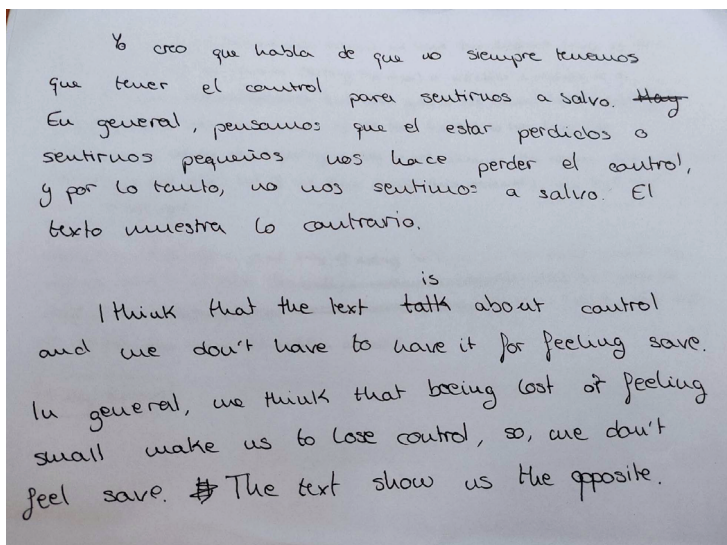 Yo creo que habla de que no siempre tenemos
que tener el control para sentirnos a salvo. Hay
En general, pensamos que el estar perdidos o
sentirnos pequeños nos hace perder el control,
y por lo tanto, no nos sentimos a salvo. El
texto muestra lo contrario.
is
I think that the text talk about control
and we don't have to have it for feeling save.
In general, we think that beeing lost or feeling
small make us to lose control, so, we don't
feel save. The text show us the opposite.